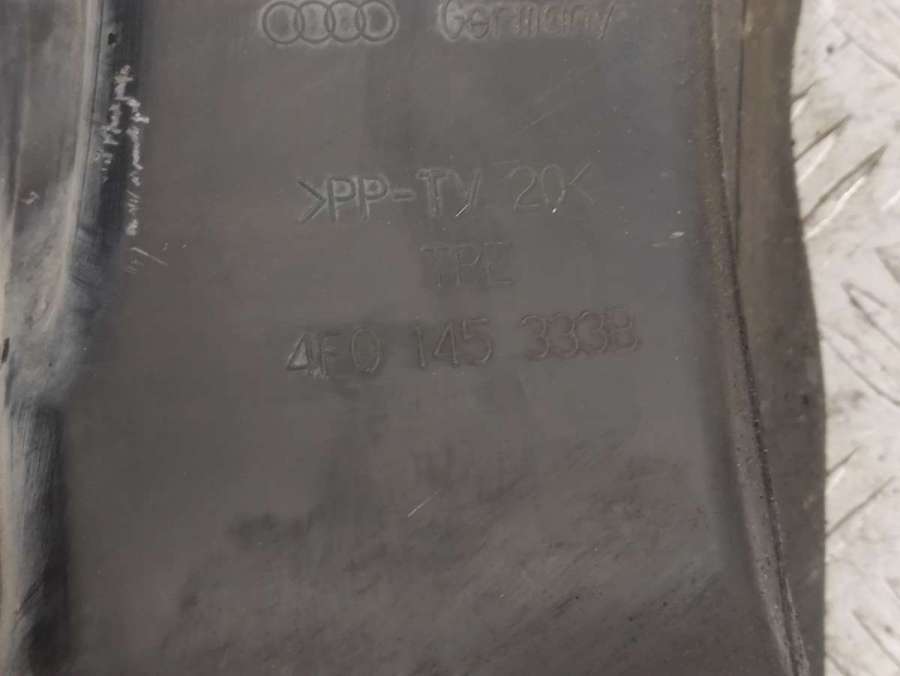 Germany
>PP-TV 20<
TPE
4F0 145 333B